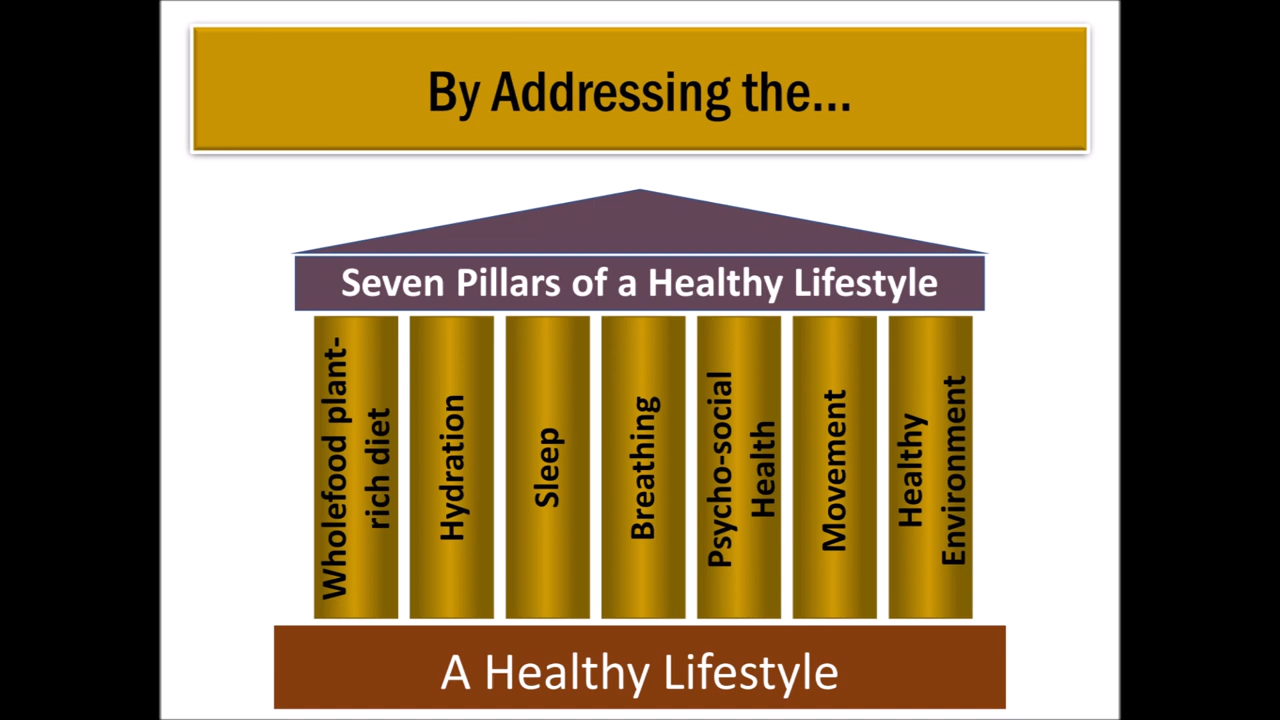 By Addressing the...
Seven Pillars of a Healthy Lifestyle
Wholefood plant-
rich diet
Hydration
Sleep
Breathing
Psycho-social
Health
Movement
Healthy
Environment
A Healthy Lifestyle